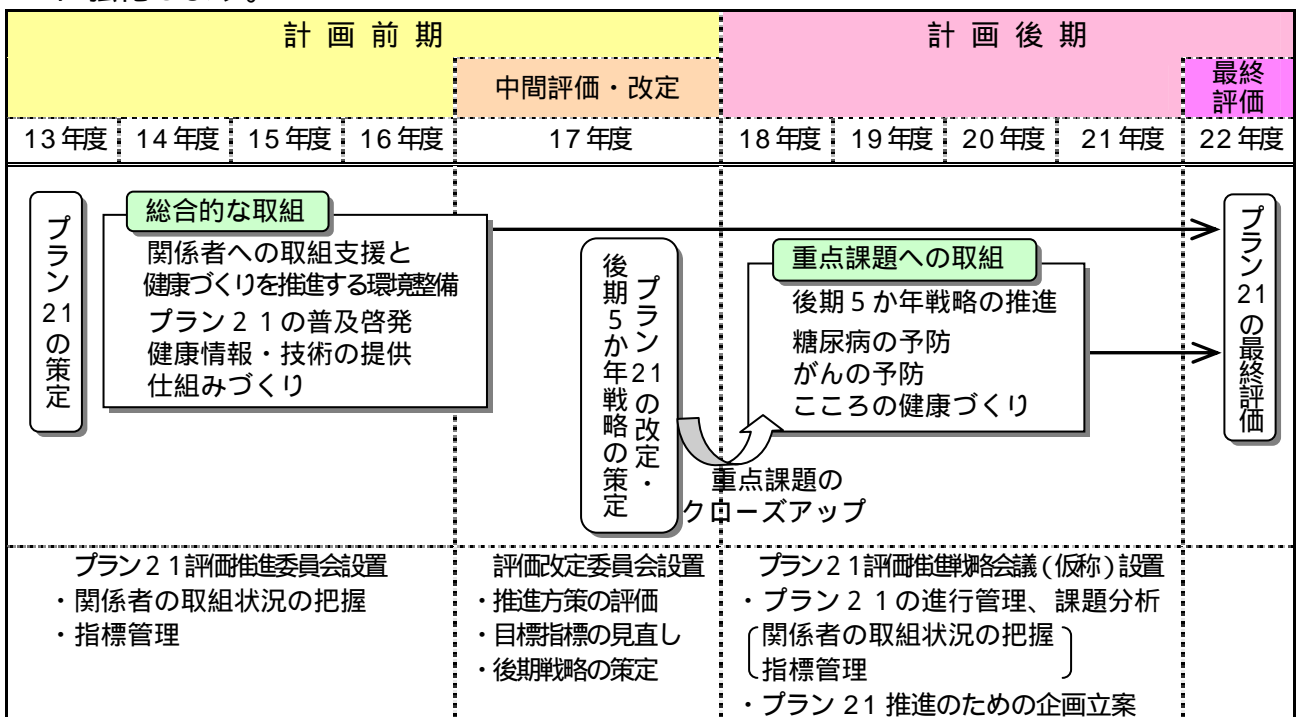 計画前期
計画後期
中間評価・改定
最終
評価
13年度
14年度
15年度
16年度
17年度
18年度
19年度
20年度
21年度
22年度
プラン21の策定
総合的な取組
関係者への取組支援と
健康づくりを推進する環境整備
プラン21の普及啓発
健康情報・技術の提供
仕組みづくり
プラン21の改定・
後期5か年戦略の策定
重点課題の
クローズアップ
重点課題への取組
後期5か年戦略の推進
糖尿病の予防
がんの予防
こころの健康づくり
プラン21の最終評価
プラン21評価推進委員会設置
・関係者の取組状況の把握
・指標管理
評価改定委員会設置
・推進方策の評価
・目標指標の見直し
・後期戦略の策定
プラン21評価推進戦略会議(仮称)設置
・プラン21の進行管理、課題分析
関係者の取組状況の把握
指標管理
・プラン21推進のための企画立案